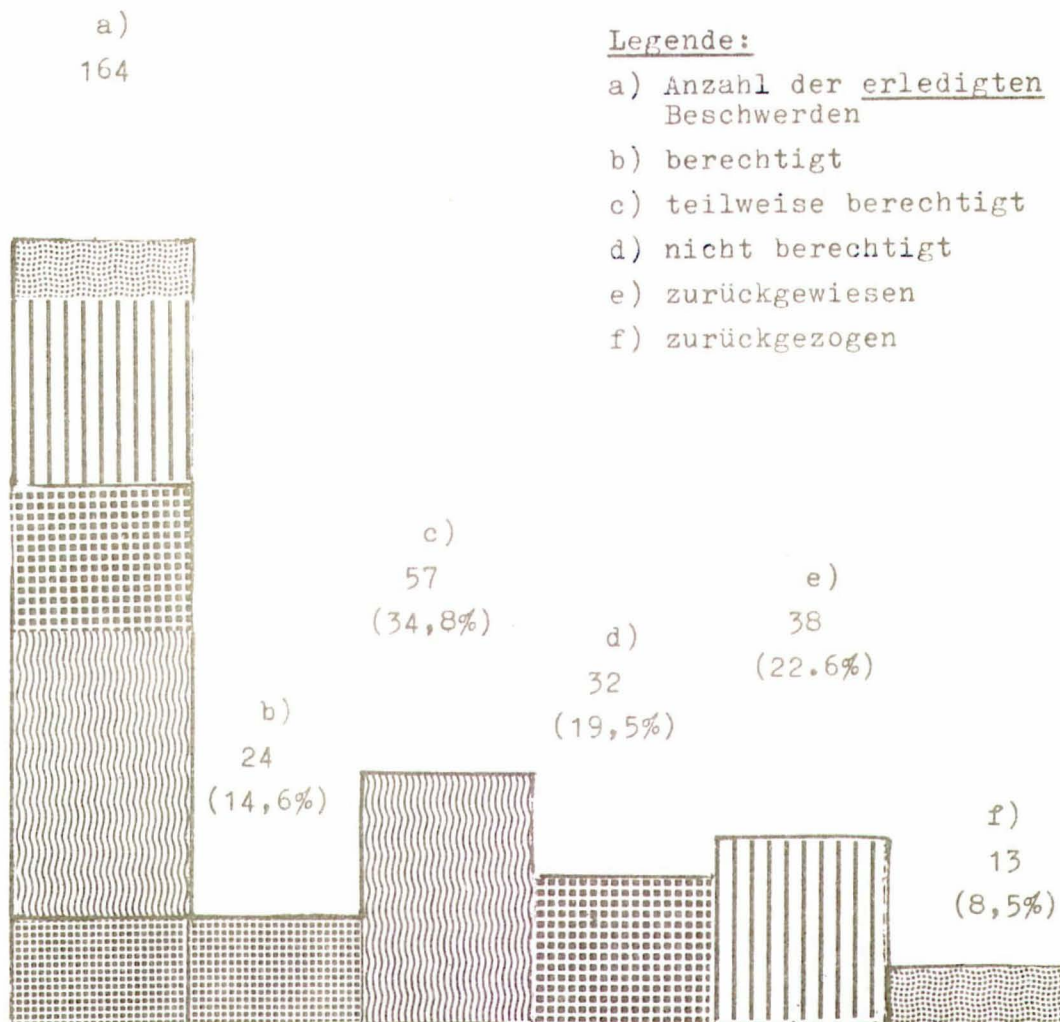 a)
164
Legende:
a) Anzahl der erledigten
Beschwerden
b) berechtigt
c) teilweise berechtigt
d) nicht berechtigt
e) zurückgewiesen
f) zurückgezogen
c)
57
(34,8%)
e)
38
(22.6%)
d)
32
(19,5%)
b)
24
(14,6%)
f)
13
(8,5%)